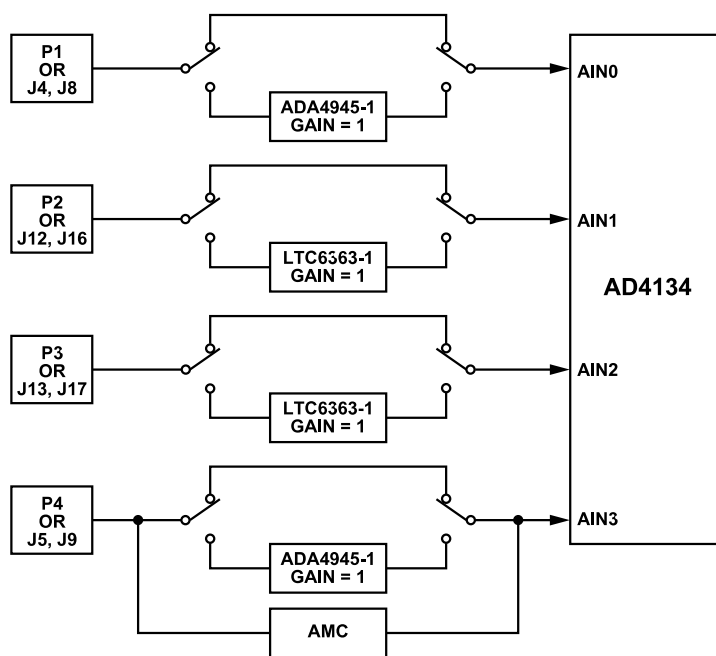 P1
OR
J4, J8
ADA4945-1
GAIN = 1
AIN0
P2
OR
J12, J16
LTC6363-1
GAIN = 1
AIN1
AD4134
P3
OR
J13, J17
LTC6363-1
GAIN = 1
AIN2
P4
OR
J5, J9
ADA4945-1
GAIN = 1
AIN3
AMC